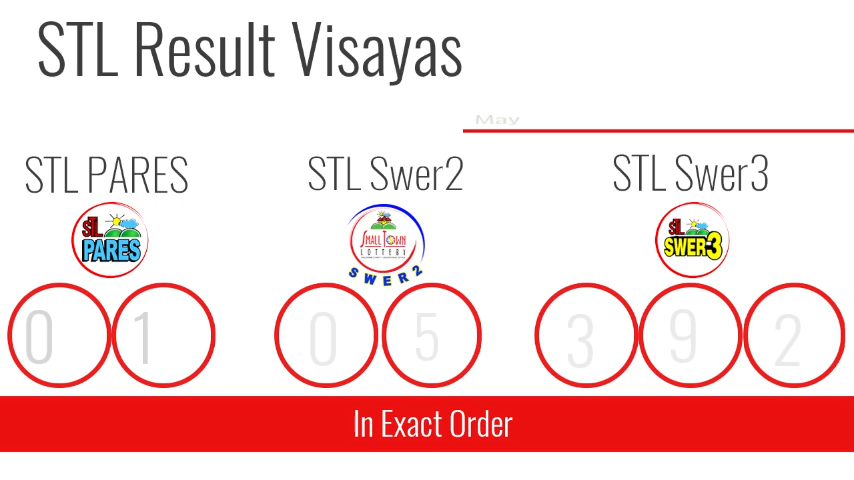 STL Result Visayas
May
STL PARES STL Swer2 STL Swer3
STL
PARES
SMALL TOWN
LOTTERY
SWER2
STL
SWER3
0 1 0 5 3 9 2
In Exact Order